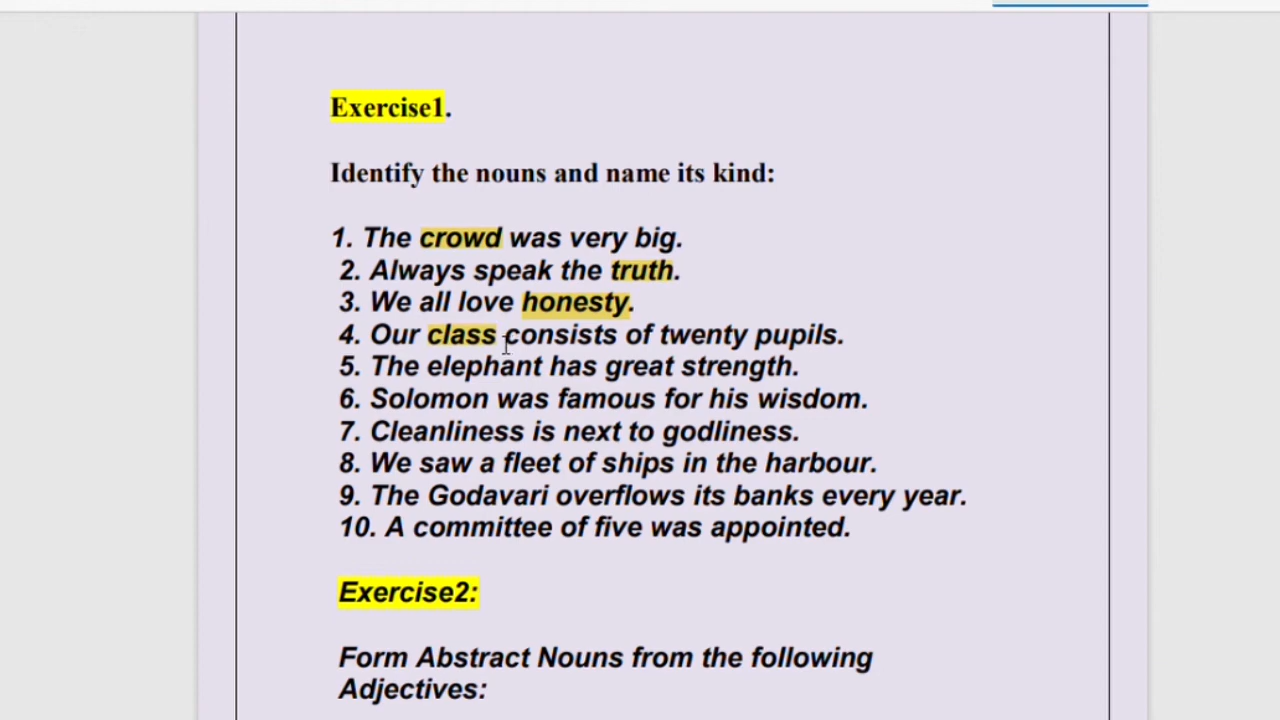 Exercise1.
Identify the nouns and name its kind:
1. The crowd was very big.
2. Always speak the truth.
3. We all love honesty.
4. Our class consists of twenty pupils.
5. The elephant has great strength.
6. Solomon was famous for his wisdom.
7. Cleanliness is next to godliness.
8. We saw a fleet of ships in the harbour.
9. The Godavari overflows its banks every year.
10. A committee of five was appointed.
Exercise2:
Form Abstract Nouns from the following
Adjectives: